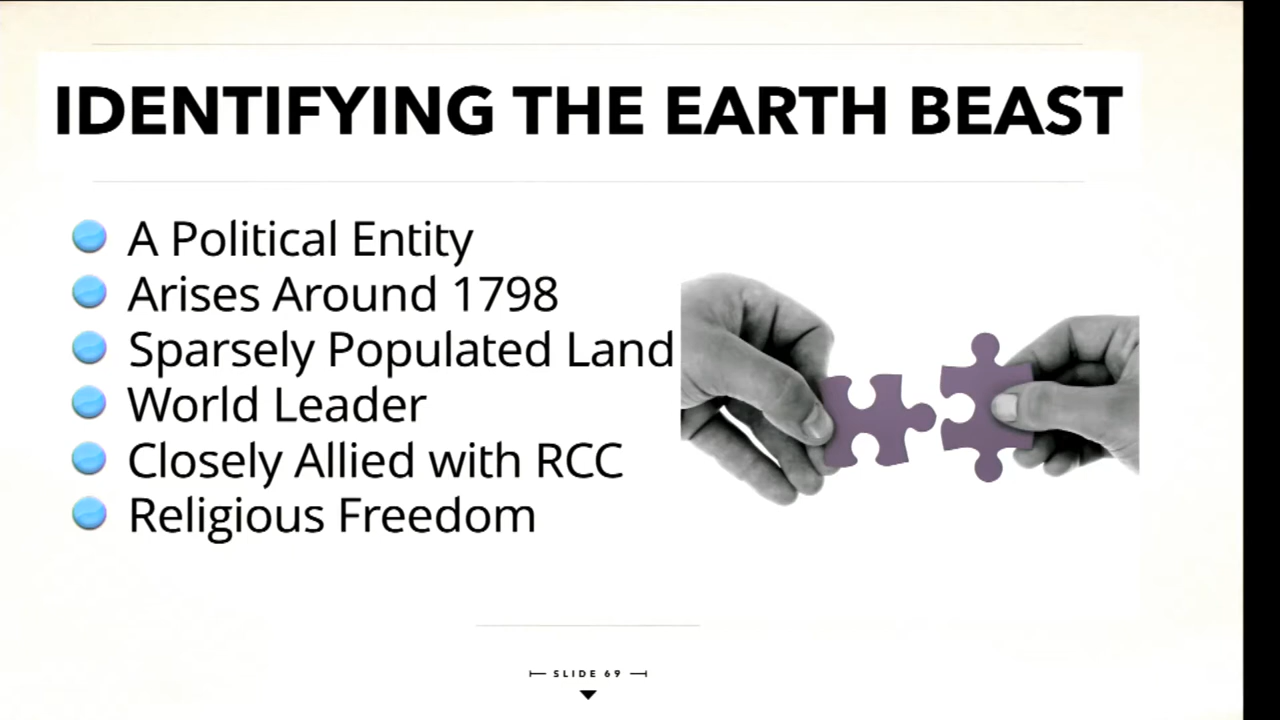 IDENTIFYING THE EARTH BEAST
A Political Entity
Arises Around 1798
Sparsely Populated Land
World Leader
Closely Allied with RCC
Religious Freedom
SLIDE 69